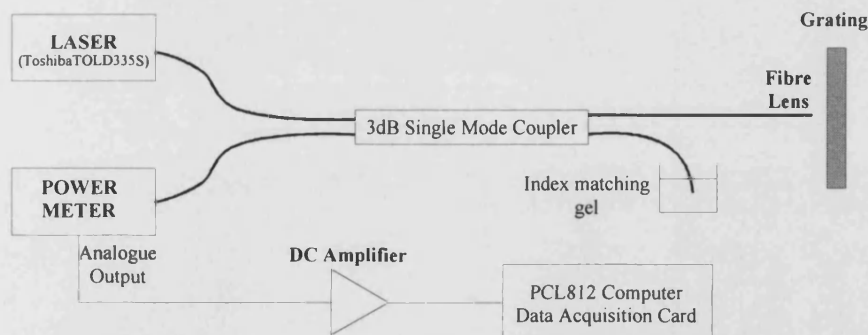 LASER
(ToshibaTOLD335S)
Grating
Fibre
Lens
3dB Single Mode Coupler
POWER
METER
Index matching
gel
Analogue
Output
DC Amplifier
PCL812 Computer
Data Acquisition Card